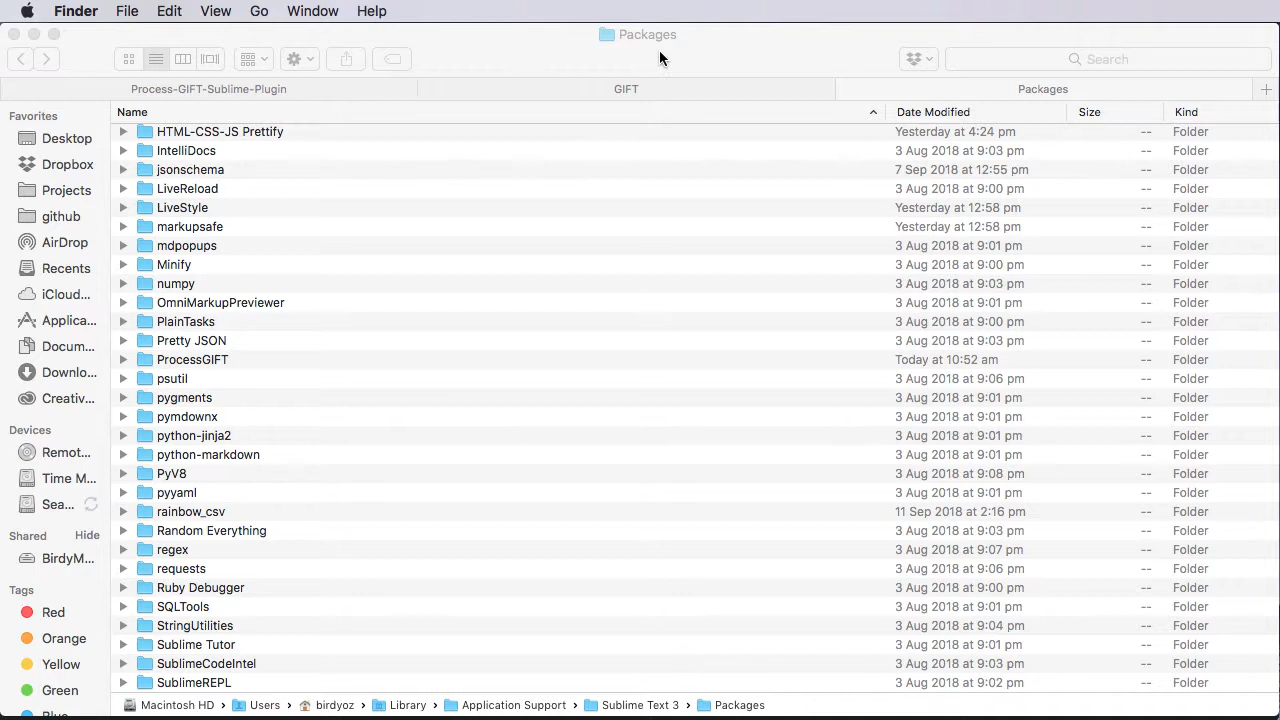 Finder File Edit View Go Window Help
Packages
Search
Process-GIFT-Sublime-Plugin GIFT Packages
Name Date Modified Size Kind
Favorites
Desktop
Dropbox
Projects
github
AirDrop
Recents
iCloud...
Applica...
Docum...
Downlo...
Creativ...
Devices
Remot...
Time M...
Sea...
Shared Hide
BirdyM...
Tags
Red
Orange
Yellow
Green
HTML-CSS-JS Prettify Yesterday at 4:24 pm -- Folder
IntelliDocs 3 Aug 2018 at 9:03 pm -- Folder
jsonschema 7 Sep 2018 at 12:55 pm -- Folder
LiveReload 3 Aug 2018 at 9:00 pm -- Folder
LiveStyle Yesterday at 12:58 pm -- Folder
markupsafe Yesterday at 12:58 pm -- Folder
mdpopups 3 Aug 2018 at 9:01 pm -- Folder
Minify 3 Aug 2018 at 9:00 pm -- Folder
numpy 3 Aug 2018 at 9:03 pm -- Folder
OmniMarkupPreviewer 3 Aug 2018 at 9:01 pm -- Folder
PlainTasks 3 Aug 2018 at 9:00 pm -- Folder
Pretty JSON 3 Aug 2018 at 9:03 pm -- Folder
ProcessGIFT Today at 10:52 am -- Folder
psutil 3 Aug 2018 at 9:06 pm -- Folder
pygments 3 Aug 2018 at 9:01 pm -- Folder
pymdownx 3 Aug 2018 at 9:01 pm -- Folder
python-jinja2 3 Aug 2018 at 9:01 pm -- Folder
python-markdown 3 Aug 2018 at 9:01 pm -- Folder
PyV8 3 Aug 2018 at 9:08 pm -- Folder
pyyaml 3 Aug 2018 at 9:01 pm -- Folder
rainbow_csv 11 Sep 2018 at 2:16 pm -- Folder
Random Everything 3 Aug 2018 at 9:03 pm -- Folder
regex 3 Aug 2018 at 9:07 pm -- Folder
requests 3 Aug 2018 at 9:06 pm -- Folder
Ruby Debugger 3 Aug 2018 at 9:00 pm -- Folder
SQLTools 3 Aug 2018 at 9:01 pm -- Folder
StringUtilities 3 Aug 2018 at 9:04 pm -- Folder
Sublime Tutor 3 Aug 2018 at 9:01 pm -- Folder
SublimeCodeIntel 3 Aug 2018 at 9:03 pm -- Folder
SublimeREPL 3 Aug 2018 at 9:02 pm -- Folder
Macintosh HD Users birdyoz Library Application Support Sublime Text 3 Packages